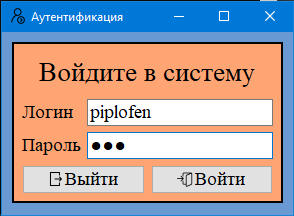 Аутентификация
Войдите в систему
Логин piplofen
Пароль ●●●
Выйти Войти